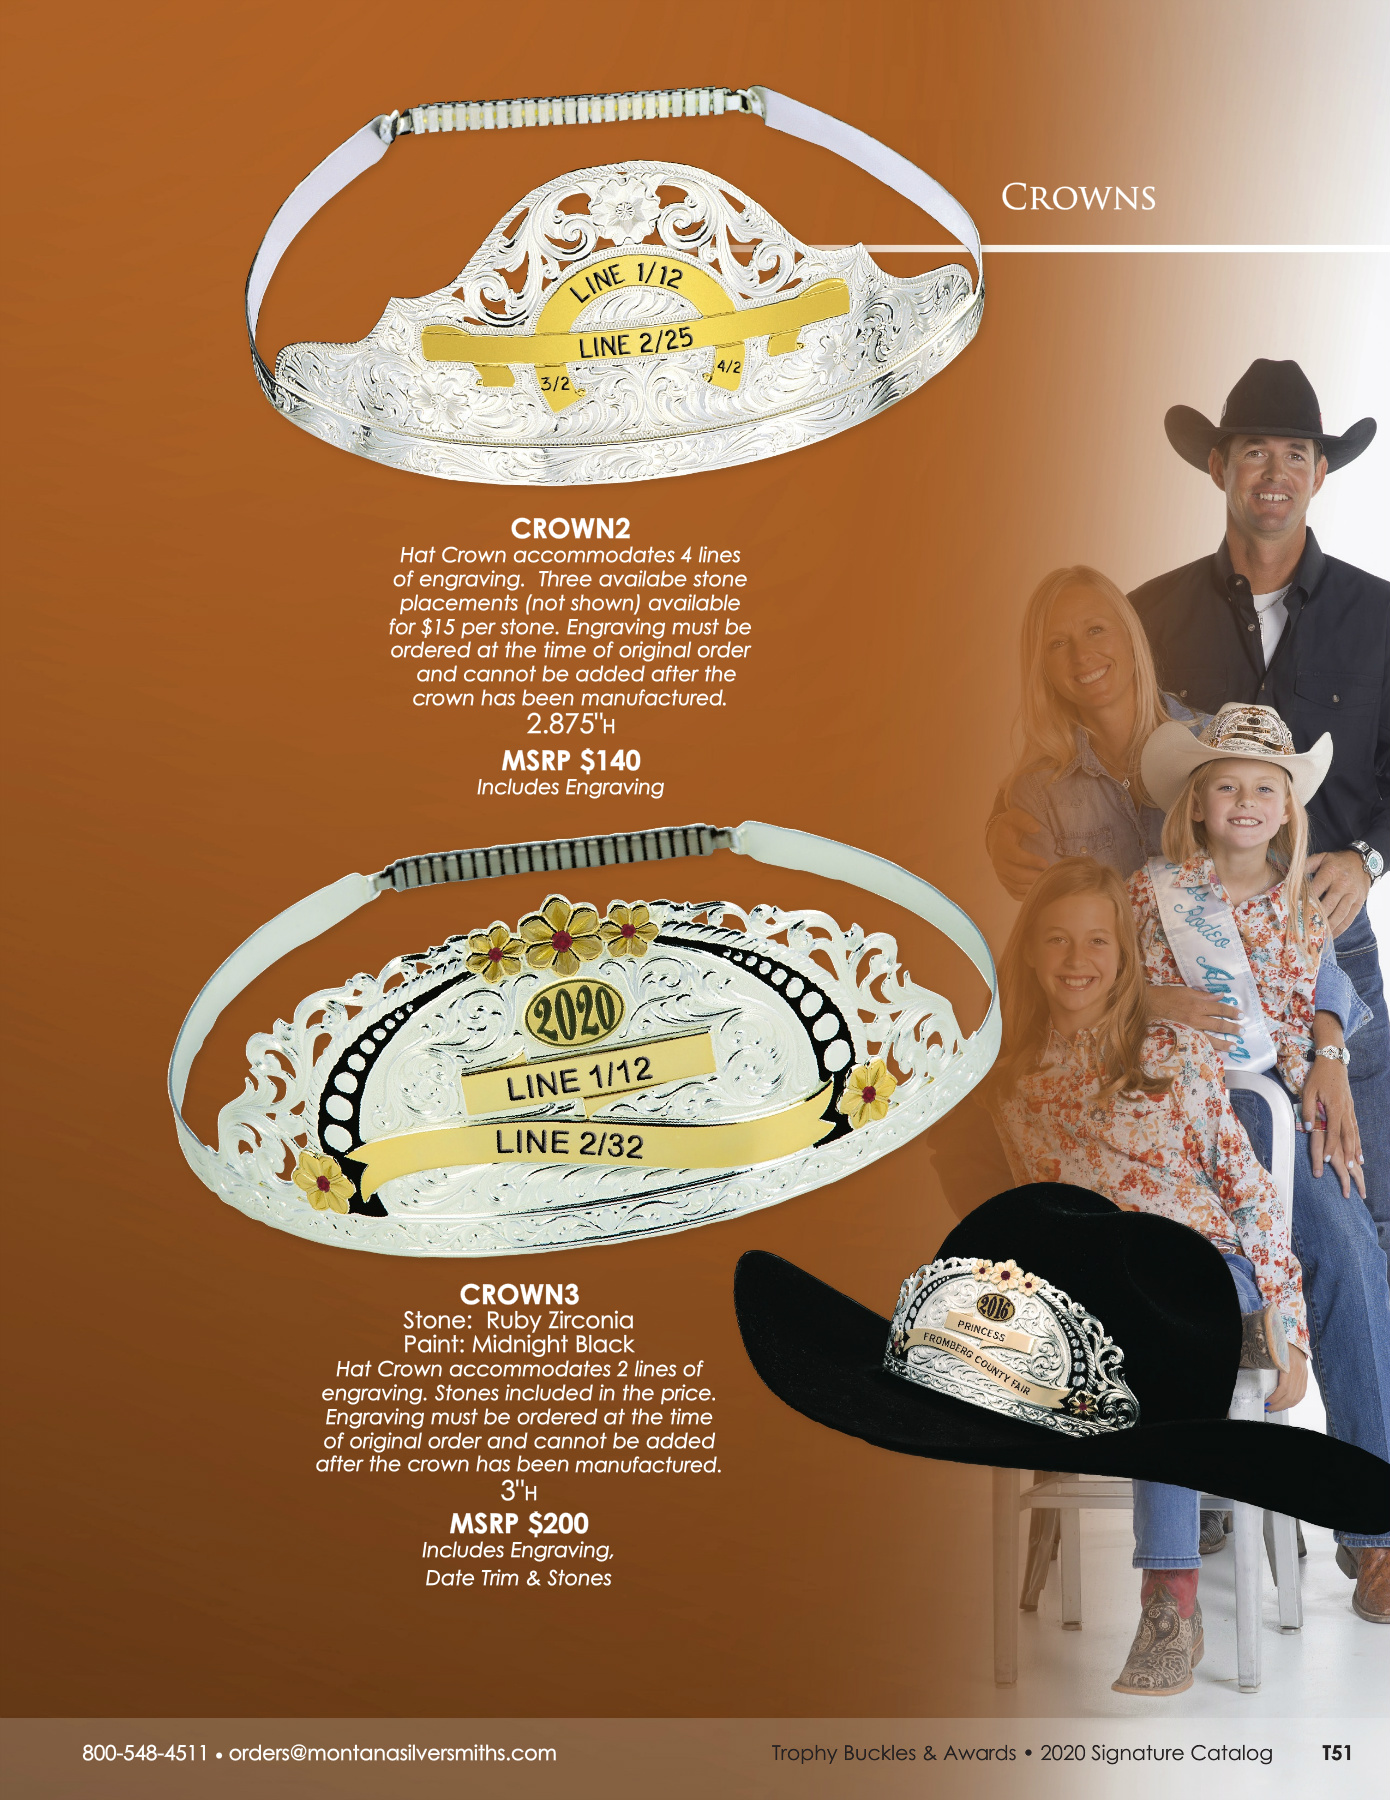 CROWNS
LINE 1/12
LINE 2/25
3/2
4/2
CROWN2
Hat Crown accommodates 4 lines
of engraving.  Three availabe stone
placements (not shown) available
for $15 per stone. Engraving must be
ordered at the time of original order
and cannot be added after the
crown has been manufactured.
2.875"H
MSRP $140
Includes Engraving
2020
LINE 1/12
LINE 2/32
Rodeo
CROWN3
Stone:  Ruby Zirconia
Paint: Midnight Black
Hat Crown accommodates 2 lines of
engraving. Stones included in the price.
Engraving must be ordered at the time
of original order and cannot be added
after the crown has been manufactured.
3"H
MSRP $200
Includes Engraving,
Date Trim & Stones
2016
PRINCESS
FROMBERG COUNTY FAIR
800-548-4511 • orders@montanasilversmiths.com
Trophy Buckles & Awards • 2020 Signature Catalog T51